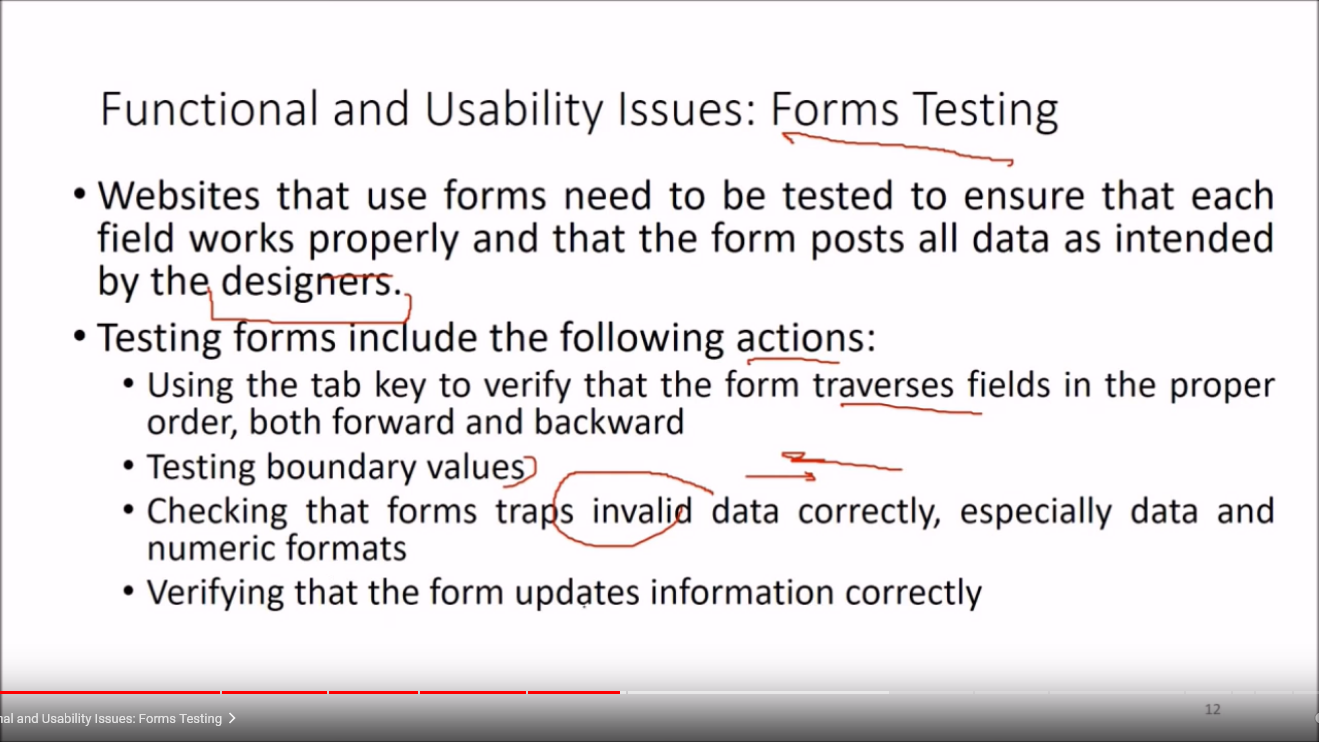 Functional and Usability Issues: Forms Testing
• Websites that use forms need to be tested to ensure that each
field works properly and that the form posts all data as intended
by the designers.
• Testing forms include the following actions:
• Using the tab key to verify that the form traverses fields in the proper
order, both forward and backward
• Testing boundary values
• Checking that forms traps invalid data correctly, especially data and
numeric formats
• Verifying that the form updates information correctly
12
nal and Usability Issues: Forms Testing